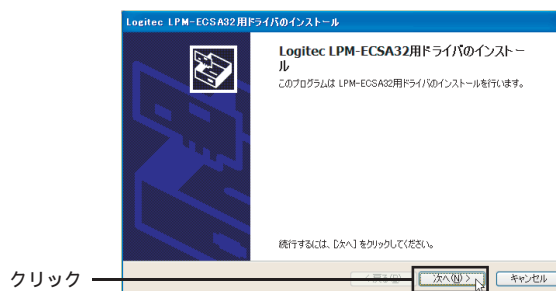 Logitec LPM-ECSA32用ドライバのインストール
Logitec LPM-ECSA32用ドライバのインストー
ル
このプログラムは LPM-ECSA32用ドライバのインストールを行います。
続行するには、[次へ] をクリックしてください。
クリック
< 戻る(B)
次へ(N) >
キャンセル